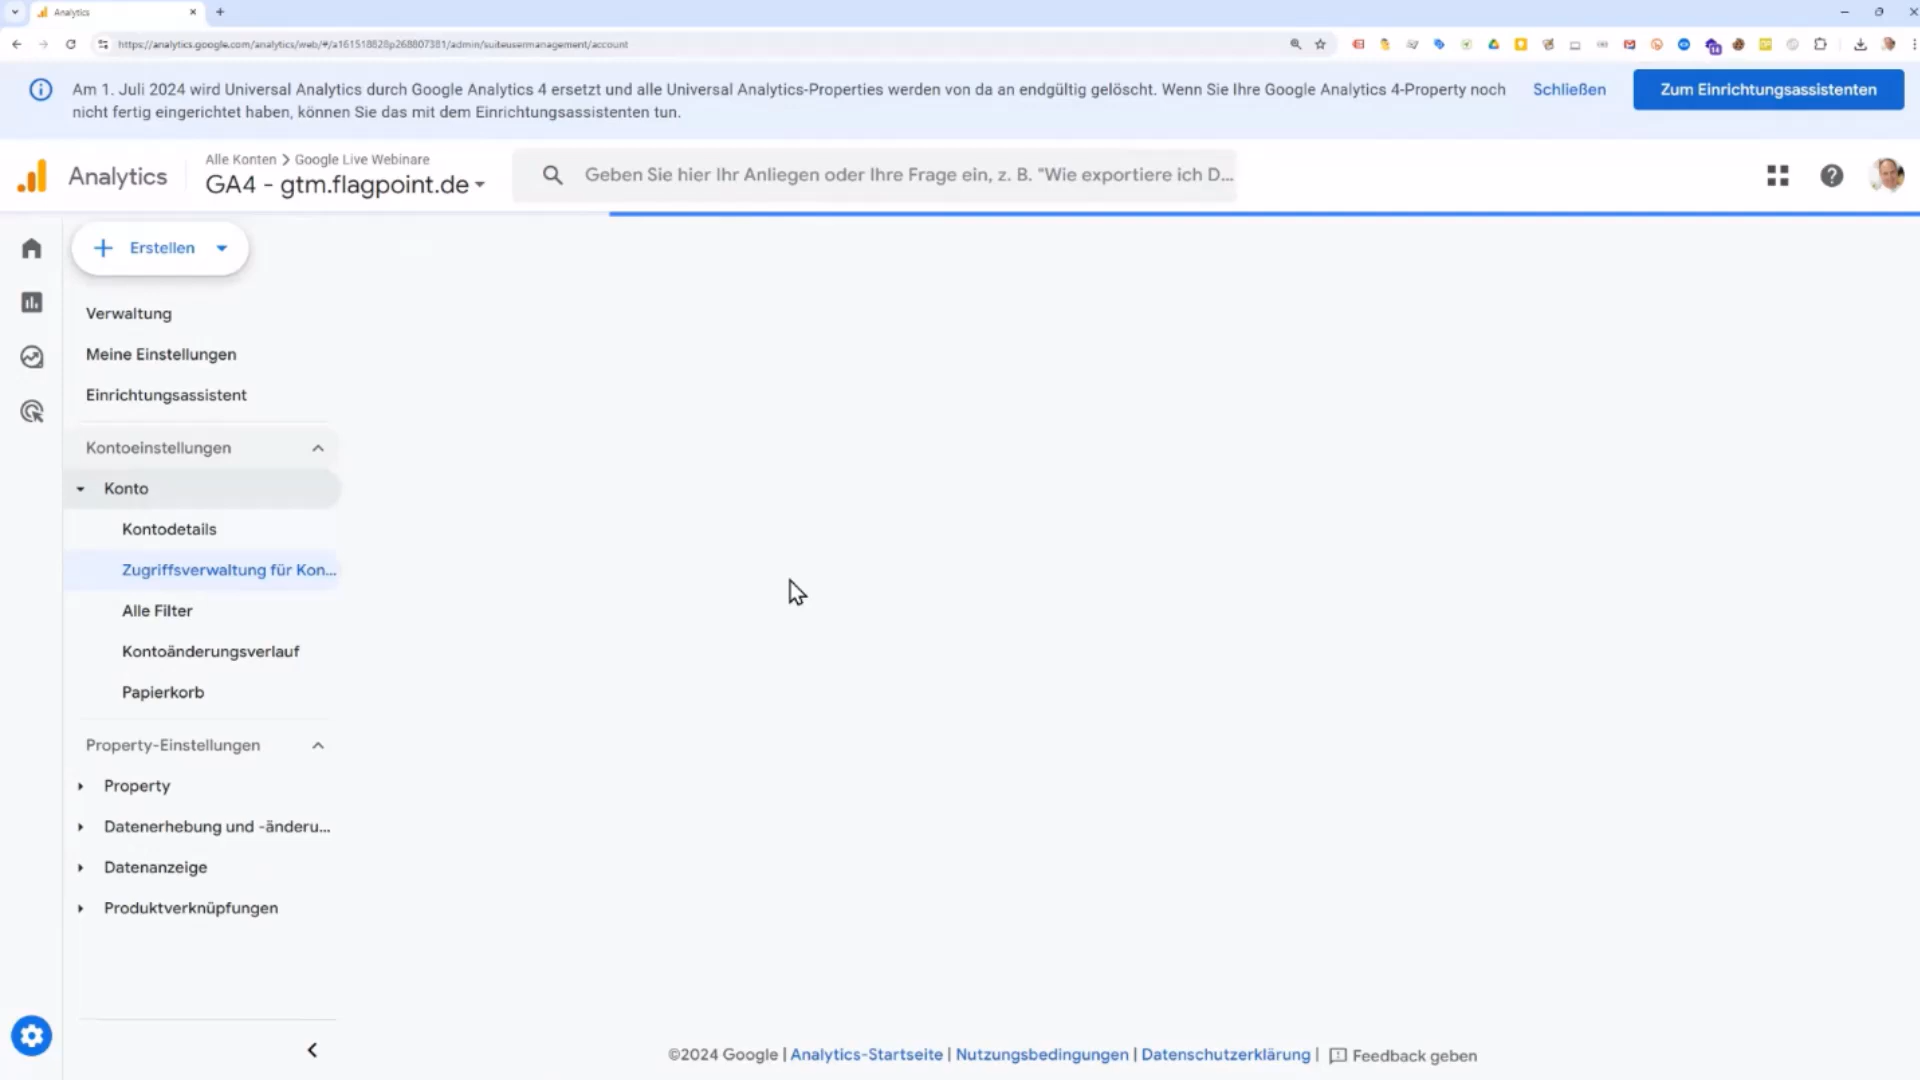 Analytics
https://analytics.google.com/analytics/web/#/a161518828p268807381/admin/suiteusermanagement/account
Am 1. Juli 2024 wird Universal Analytics durch Google Analytics 4 ersetzt und alle Universal Analytics-Properties werden von da an endgültig gelöscht. Wenn Sie Ihre Google Analytics 4-Property noch
nicht fertig eingerichtet haben, können Sie das mit dem Einrichtungsassistenten tun.
Schließen
Zum Einrichtungsassistenten
Analytics
Alle Konten > Google Live Webinare
GA4 - gtm.flagpoint.de
Geben Sie hier Ihr Anliegen oder Ihre Frage ein, z. B. "Wie exportiere ich D...
Erstellen
Verwaltung
Meine Einstellungen
Einrichtungsassistent
Kontoeinstellungen
Konto
Kontodetails
Zugriffsverwaltung für Kon...
Alle Filter
Kontoänderungsverlauf
Papierkorb
Property-Einstellungen
Property
Datenerhebung und -änderu...
Datenanzeige
Produktverknüpfungen
©2024 Google | Analytics-Startseite | Nutzungsbedingungen | Datenschutzerklärung | Feedback geben